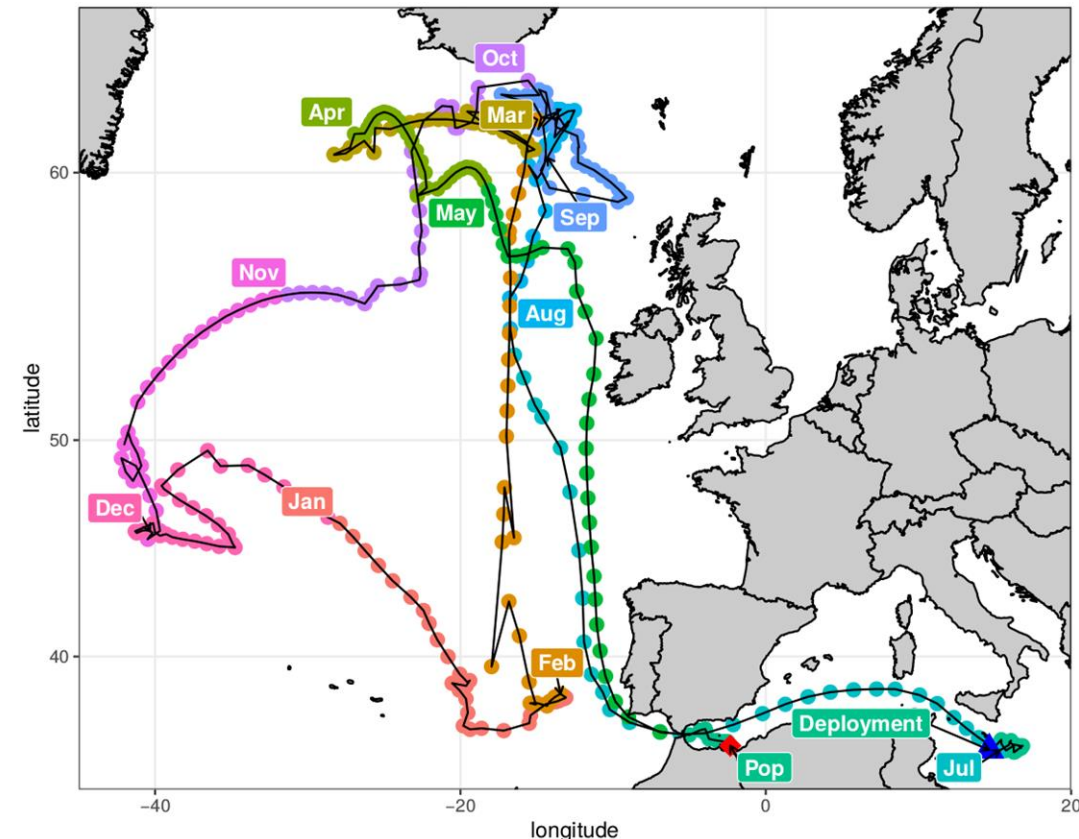 Oct
Apr
Mar
60
May
Sep
Nov
Aug
50
Dec
Jan
Feb
40
Deployment
Pop
Jul
−40
−20
0
20
longitude
latitude